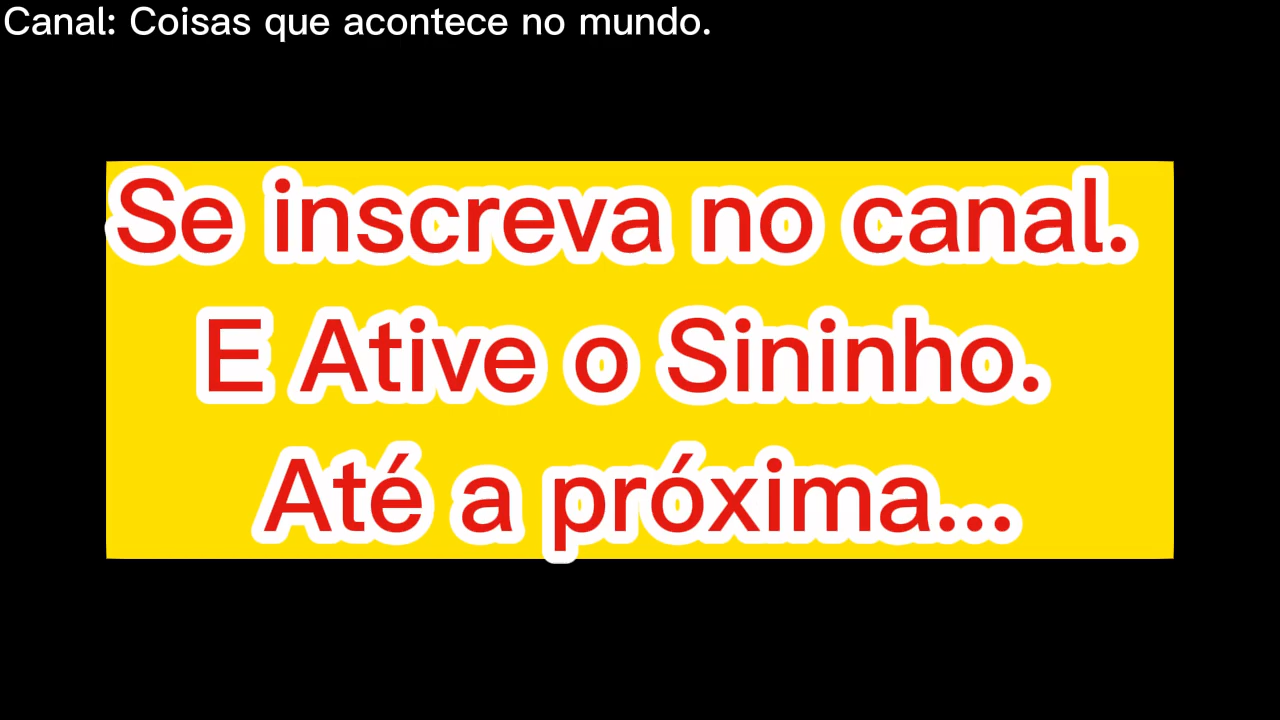 Canal: Coisas que acontece no mundo.
Se inscreva no canal.
E Ative o Sininho.
Até a próxima...